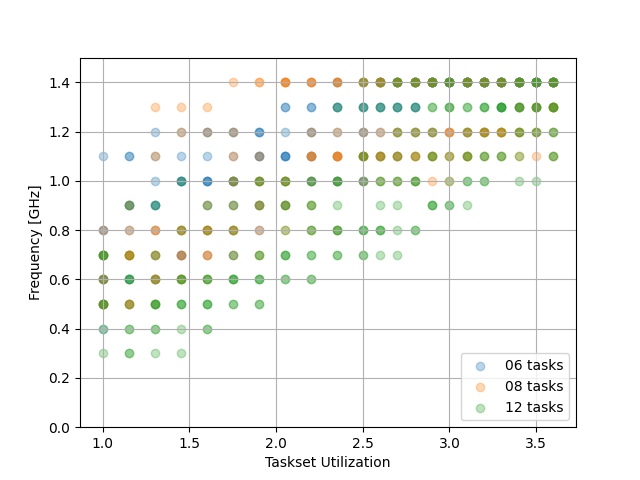 1.4
1.2
1.0
0.8
0.6
0.4
0.2
0.0
Frequency [GHz]
06 tasks
08 tasks
12 tasks
1.0 1.5 2.0 2.5 3.0 3.5
Taskset Utilization